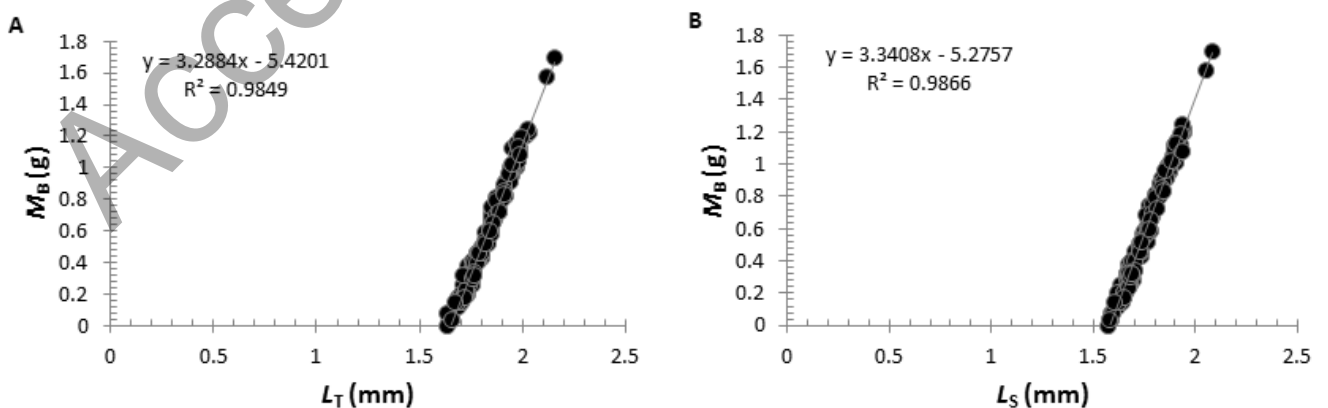 A
y = 3.2884x - 5.4201
R² = 0.9849
1.8
1.6
1.4
1.2
1
0.8
0.6
0.4
0.2
0
M_B (g)
0 0.5 1 1.5 2 2.5
L_T (mm)
B
y = 3.3408x - 5.2757
R² = 0.9866
1.8
1.6
1.4
1.2
1
0.8
0.6
0.4
0.2
0
M_B (g)
0 0.5 1 1.5 2 2.5
L_S (mm)
Acce